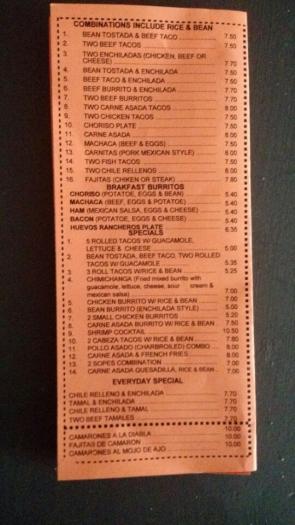 COMBINATIONS INCLUDE RICE & BEAN
1. BEAN TOSTADA & BEEF TACO 7.50
2. TWO BEEF TACOS 7.50
3. TWO ENCHILADAS (CHICKEN, BEEF OR
CHEESE) 7.70
4. BEAN TOSTADA & ENCHILADA 7.50
5. BEEF TACO & ENCHILADA 7.50
6. BEEF BURRITO & ENCHILADA 7.70
7. TWO BEEF BURRITOS 7.70
8. TWO CARNE ASADA TACOS 8.00
9. TWO CHICKEN TACOS 7.50
10. CHORISO PLATE 7.50
11. CARNE ASADA 8.00
12. MACHACA (BEEF & EGGS) 7.50
13. CARNITAS (PORK MEXICAN STYLE) 8.00
14. TWO FISH TACOS 7.50
15. TWO CHILE RELLENOS 8.00
16. FAJITAS (CHIKEN OR STEAK) 7.80
BREAKFAST BURRITOS
CHORISO (POTATOE, EGGS & BEAN) 5.40
MACHACA (BEEF, EGGS & POTATOE) 5.40
HAM (MEXICAN SALSA, EGGS & CHEESE) 5.40
BACON (POTATOE, EGGS & CHEESE) 5.40
HUEVOS RANCHEROS PLATE 6.35
SPECIALS
1. 5 ROLLED TACOS W/ GUACAMOLE,
LETTUCE & CHEESE 5.00
2. BEAN TOSTADA, BEEF TACO, TWO ROLLED
TACOS W/ GUACAMOLE 5.35
3. 3 ROLL TACOS W/RICE & BEAN 5.25
4. CHIMICHANGA (Fried mixed burrito with
guacamole, lettuce, cheese, sour cream &
mexican salsa) 7.00
5. CHICKEN BURRITO W/ RICE & BEAN 7.00
6. BEAN BURRITO (ENCHILADA STYLE) 5.00
7. 2 SMALL CHICKEN BURRITOS 5.20
8. CARNE ASADA BURRITO W/ RICE & BEAN 7.50
9. SHRIMP COCKTAIL 10.50
10. 2 CABEZA TACOS W/ RICE & BEAN 7.80
11. POLLO ASADO (CHARBROILED) COMBO 8.00
12. CARNE ASADA & FRENCH FRIES 8.00
13. 2 SOPES COMBINATION 7.00
14. CARNE ASADA QUESADILLA, RICE & BEAN 7.00
EVERYDAY SPECIAL
CHILE RELLENO & ENCHILADA 7.70
TAMAL & ENCHILADA 7.70
CHILE RELLENO & TAMAL 7.70
TWO BEEF TAMALES 7.70
CAMARONES A LA DIABLA 10.00
FAJITAS DE CAMARON 10.00
CAMARONES AL MOJO DE AJO 10.00